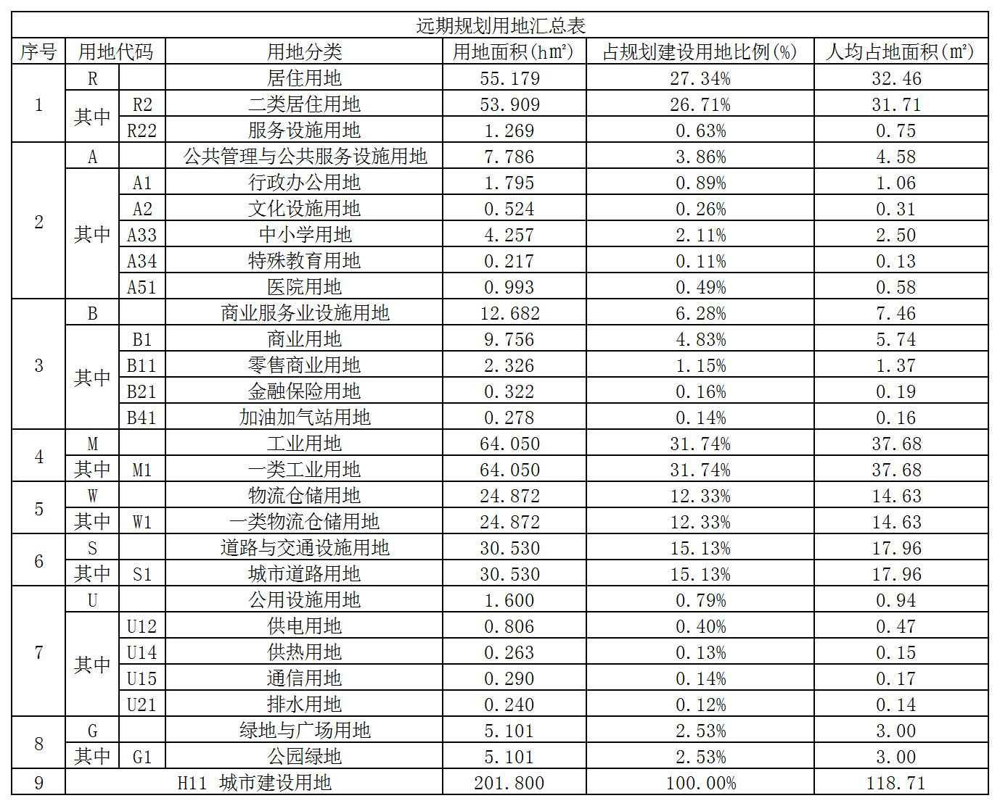 远期规划用地汇总表
序号 用地代码 用地分类 用地面积(h㎡) 占规划建设用地比例(%) 人均占地面积(㎡)
1 R 居住用地 55.179 27.34% 32.46
其中 R2 二类居住用地 53.909 26.71% 31.71
R22 服务设施用地 1.269 0.63% 0.75
2 A 公共管理与公共服务设施用地 7.786 3.86% 4.58
其中 A1 行政办公用地 1.795 0.89% 1.06
A2 文化设施用地 0.524 0.26% 0.31
A33 中小学用地 4.257 2.11% 2.50
A34 特殊教育用地 0.217 0.11% 0.13
A51 医院用地 0.993 0.49% 0.58
3 B 商业服务业设施用地 12.682 6.28% 7.46
其中 B1 商业用地 9.756 4.83% 5.74
B11 零售商业用地 2.326 1.15% 1.37
B21 金融保险用地 0.322 0.16% 0.19
B41 加油加气站用地 0.278 0.14% 0.16
4 M 工业用地 64.050 31.74% 37.68
其中 M1 一类工业用地 64.050 31.74% 37.68
5 W 物流仓储用地 24.872 12.33% 14.63
其中 W1 一类物流仓储用地 24.872 12.33% 14.63
6 S 道路与交通设施用地 30.530 15.13% 17.96
其中 S1 城市道路用地 30.530 15.13% 17.96
7 U 公用设施用地 1.600 0.79% 0.94
其中 U12 供电用地 0.806 0.40% 0.47
U14 供热用地 0.263 0.13% 0.15
U15 通信用地 0.290 0.14% 0.17
U21 排水用地 0.240 0.12% 0.14
8 G 绿地与广场用地 5.101 2.53% 3.00
其中 G1 公园绿地 5.101 2.53% 3.00
9 H11 城市建设用地 201.800 100.00% 118.71